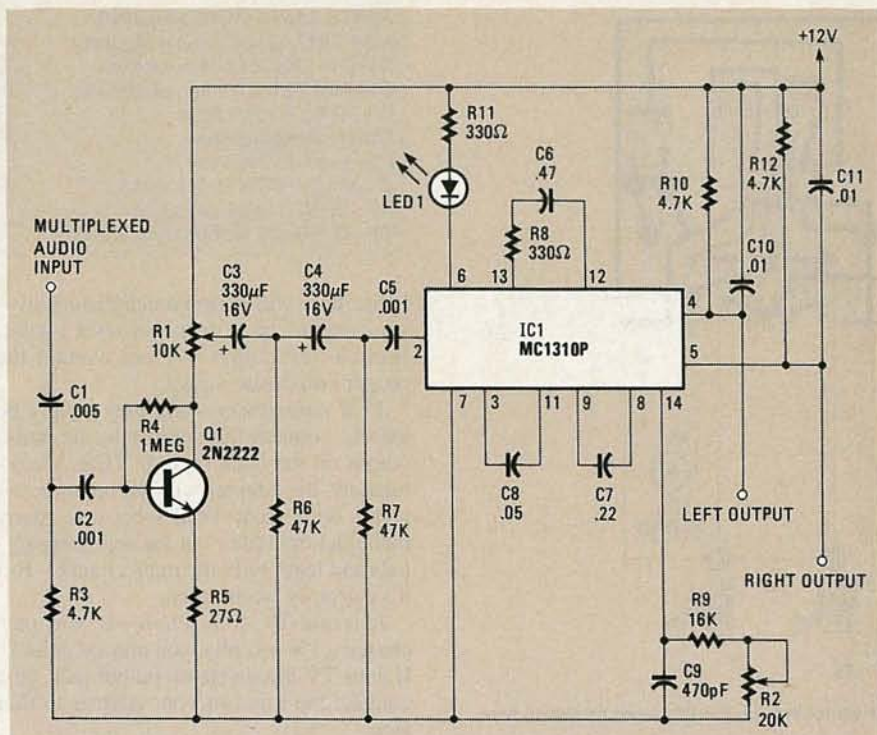 +12V
R11
330Ω
LED1
C6
.47
R8
330Ω
R10
4.7K
R12
4.7K
C11
.01
C10
.01
MULTIPLEXED
AUDIO
INPUT
C3
330μF
16V
C4
330μF
16V
C5
.001
R1
10K
6
13
12
4
5
2
IC1
MC1310P
7
3
11
9
8
14
C1
.005
R4
1MEG
Q1
2N2222
C2
.001
R6
47K
R7
47K
C8
.05
C7
.22
LEFT OUTPUT
RIGHT OUTPUT
R3
4.7K
R5
27Ω
R9
16K
C9
470pF
R2
20K